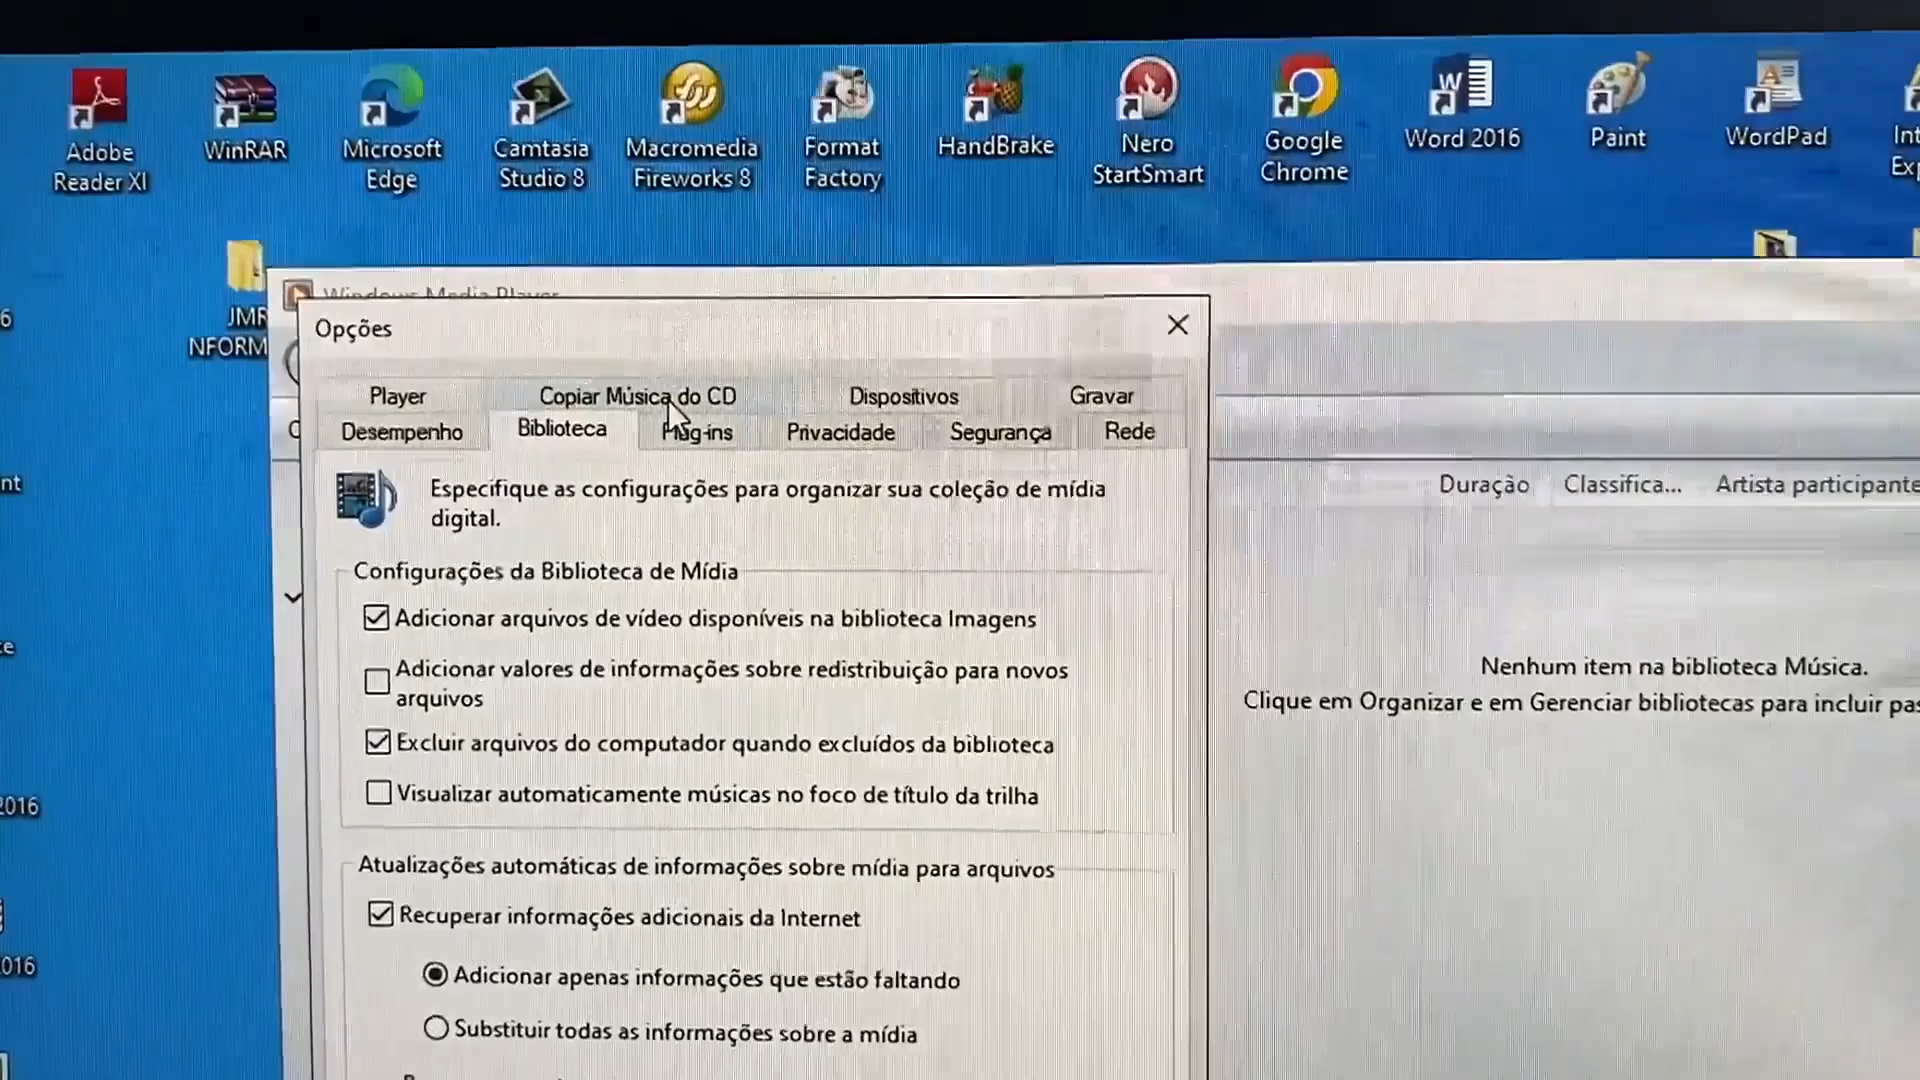 Adobe
Reader XI
WinRAR
Microsoft
Edge
Camtasia
Studio 8
Macromedia
Fireworks 8
Format
Factory
HandBrake
Nero
StartSmart
Google
Chrome
Word 2016
Paint
WordPad
Int
Exp
JMR
NFORM
6
nt
2016
016
Windows Media Player
Opções
Player
Copiar Música do CD
Dispositivos
Gravar
Desempenho
Biblioteca
Plug-ins
Privacidade
Segurança
Rede
Especifique as configurações para organizar sua coleção de mídia
digital.
Configurações da Biblioteca de Mídia
Adicionar arquivos de vídeo disponíveis na biblioteca Imagens
Adicionar valores de informações sobre redistribuição para novos
arquivos
Excluir arquivos do computador quando excluídos da biblioteca
Visualizar automaticamente músicas no foco de título da trilha
Atualizações automáticas de informações sobre mídia para arquivos
Recuperar informações adicionais da Internet
Adicionar apenas informações que estão faltando
Substituir todas as informações sobre a mídia
Duração
Classifica...
Artista participante
Nenhum item na biblioteca Música.
Clique em Organizar e em Gerenciar bibliotecas para incluir pas